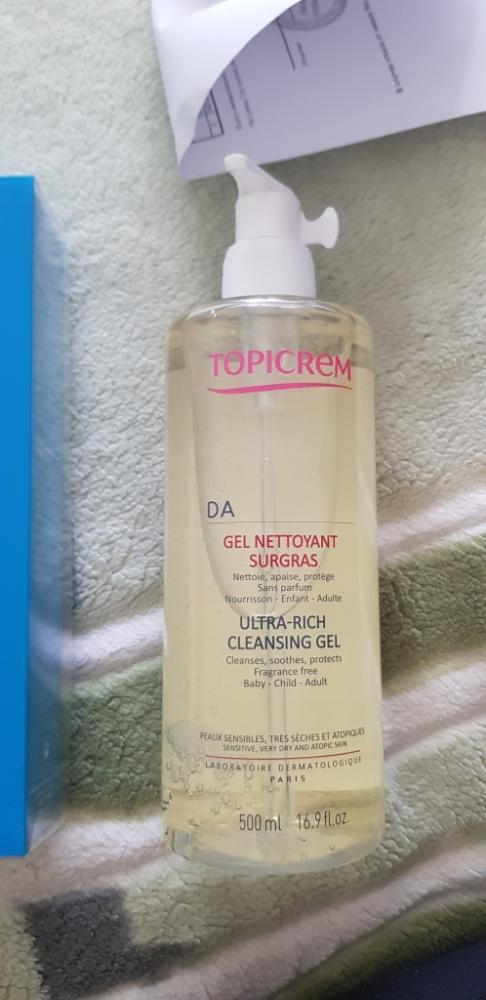 TOPICREM
DA
GEL NETTOYANT
SURGRAS
Nettoie, apaise, protège
Sans parfum
Nourrisson - Enfant - Adulte
ULTRA-RICH
CLEANSING GEL
Cleanses, soothes, protects
Fragrance free
Baby - Child - Adult
PEAUX SENSIBLES, TRÈS SÈCHES ET ATOPIQUES
SENSITIVE, VERY DRY AND ATOPIC SKIN
LABORATOIRE DERMATOLOGIQUE
PARIS
500 ml 16.9 fl.oz.